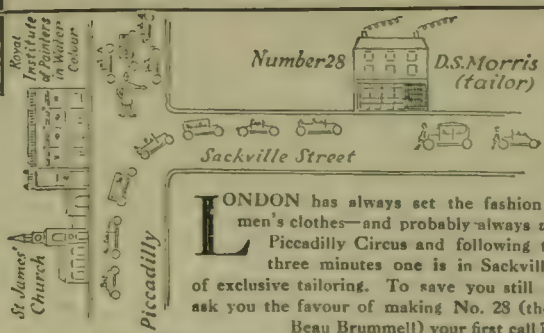 Royal
Institute
of Painters
in Water
Colour
Number 28
D.S. Morris
(tailor)
Sackville Street
St James'
Church
Piccadilly
LONDON has always set the fashion
men's clothes—and probably always
Piccadilly Circus and following
three minutes one is in Sackvill
of exclusive tailoring. To save you still
ask you the favour of making No. 28 (the
Beau Brummell) your first call